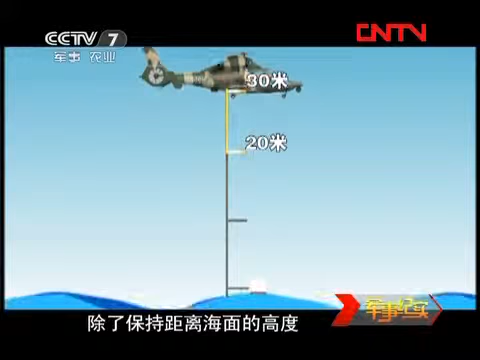 CCTV 7
军事 农业
CNTV
30米
20米
军事纪实
除了保持距离海面的高度